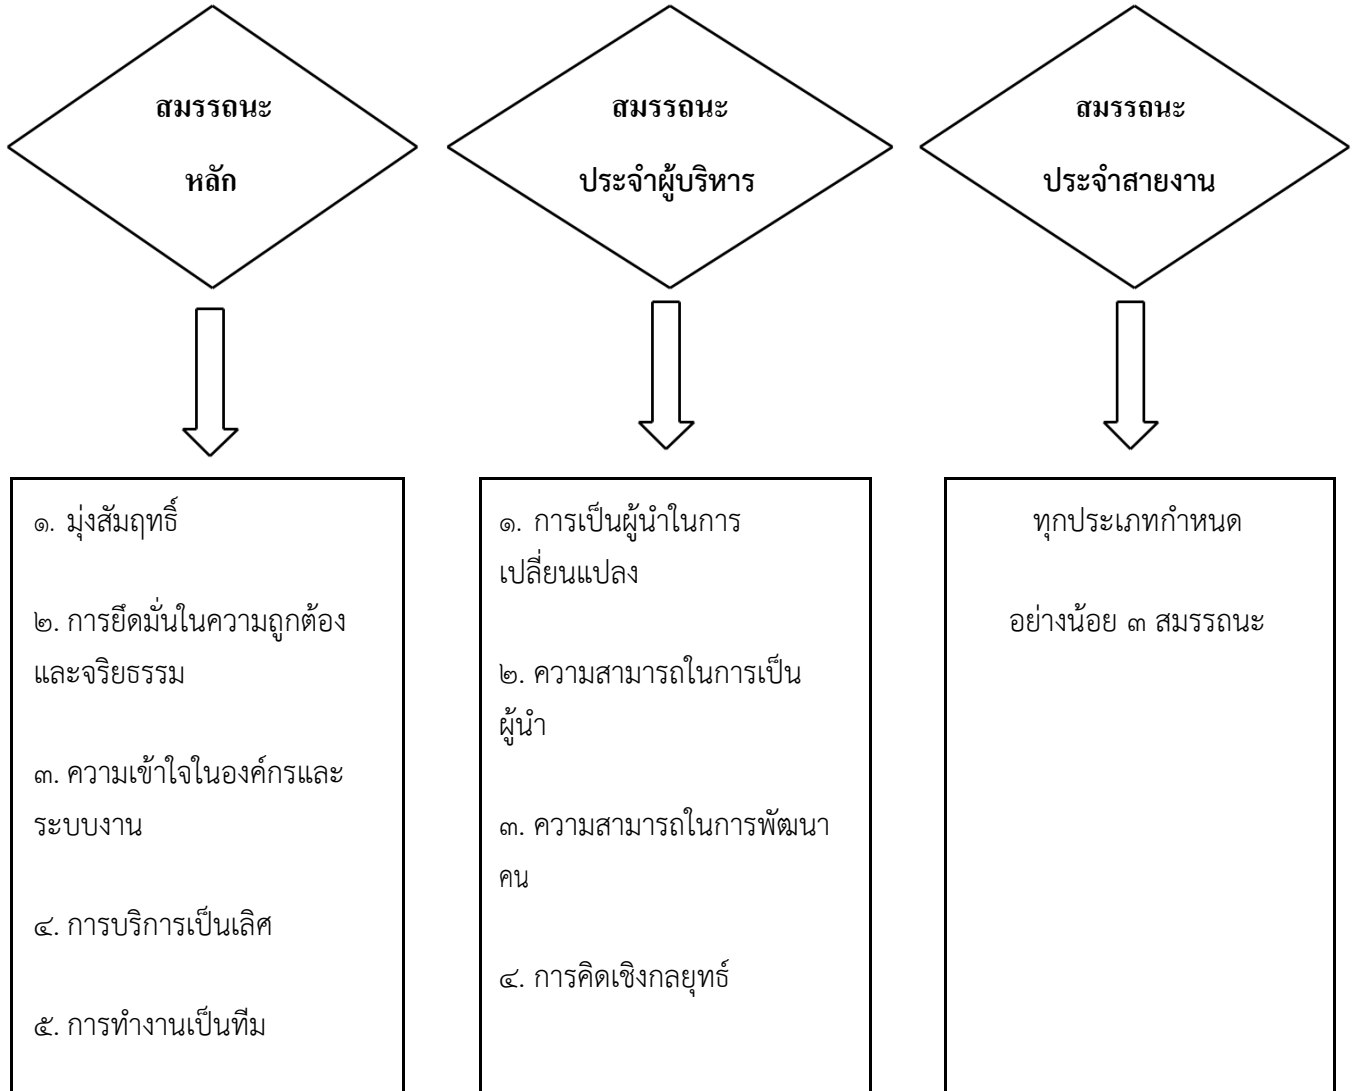 สมรรถนะ
หลัก
สมรรถนะ
ประจำผู้บริหาร
สมรรถนะ
ประจำสายงาน
๑. มุ่งสัมฤทธิ์
๒. การยึดมั่นในความถูกต้อง
และจริยธรรม
๓. ความเข้าใจในองค์กรและ
ระบบงาน
๔. การบริการเป็นเลิศ
๕. การทำงานเป็นทีม
๑. การเป็นผู้นำในการ
เปลี่ยนแปลง
๒. ความสามารถในการเป็น
ผู้นำ
๓. ความสามารถในการพัฒนา
คน
๔. การคิดเชิงกลยุทธ์
ทุกประเภทกำหนด
อย่างน้อย ๓ สมรรถนะ